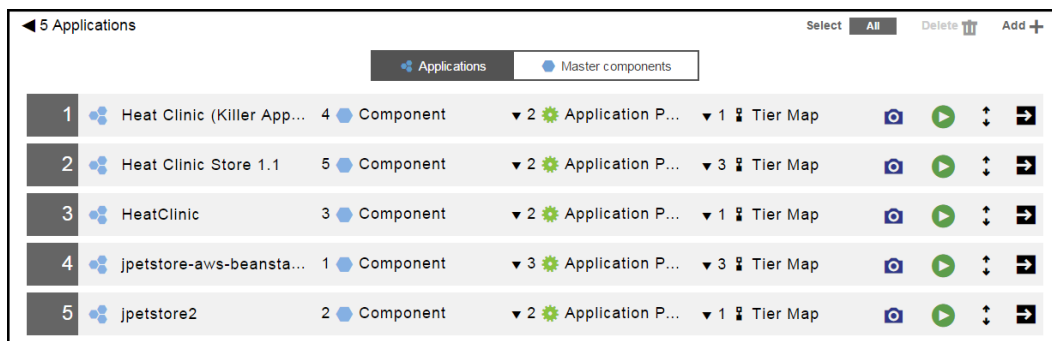 5 Applications Select All Delete Add
Applications Master components
1 Heat Clinic (Killer App... 4 Component 2 Application P... 1 Tier Map
2 Heat Clinic Store 1.1 5 Component 2 Application P... 3 Tier Map
3 HeatClinic 3 Component 2 Application P... 1 Tier Map
4 jpetstore-aws-beansta... 1 Component 3 Application P... 3 Tier Map
5 jpetstore2 2 Component 2 Application P... 1 Tier Map